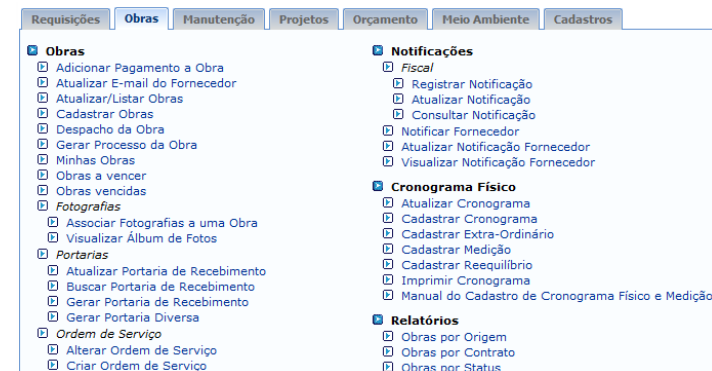 Requisições Obras Manutenção Projetos Orçamento Meio Ambiente Cadastros
Obras
Adicionar Pagamento a Obra
Atualizar E-mail do Fornecedor
Atualizar/Listar Obras
Cadastrar Obras
Despacho da Obra
Gerar Processo da Obra
Minhas Obras
Obras a vencer
Obras vencidas
Fotografias
Associar Fotografias a uma Obra
Visualizar Álbum de Fotos
Portarias
Atualizar Portaria de Recebimento
Buscar Portaria de Recebimento
Gerar Portaria de Recebimento
Gerar Portaria Diversa
Ordem de Serviço
Alterar Ordem de Serviço
Criar Ordem de Serviço
Notificações
Fiscal
Registrar Notificação
Atualizar Notificação
Consultar Notificação
Notificar Fornecedor
Atualizar Notificação Fornecedor
Visualizar Notificação Fornecedor
Cronograma Físico
Atualizar Cronograma
Cadastrar Cronograma
Cadastrar Extra-Ordinário
Cadastrar Medição
Cadastrar Reequilíbrio
Imprimir Cronograma
Manual do Cadastro de Cronograma Físico e Medição
Relatórios
Obras por Origem
Obras por Contrato
Obras por Status